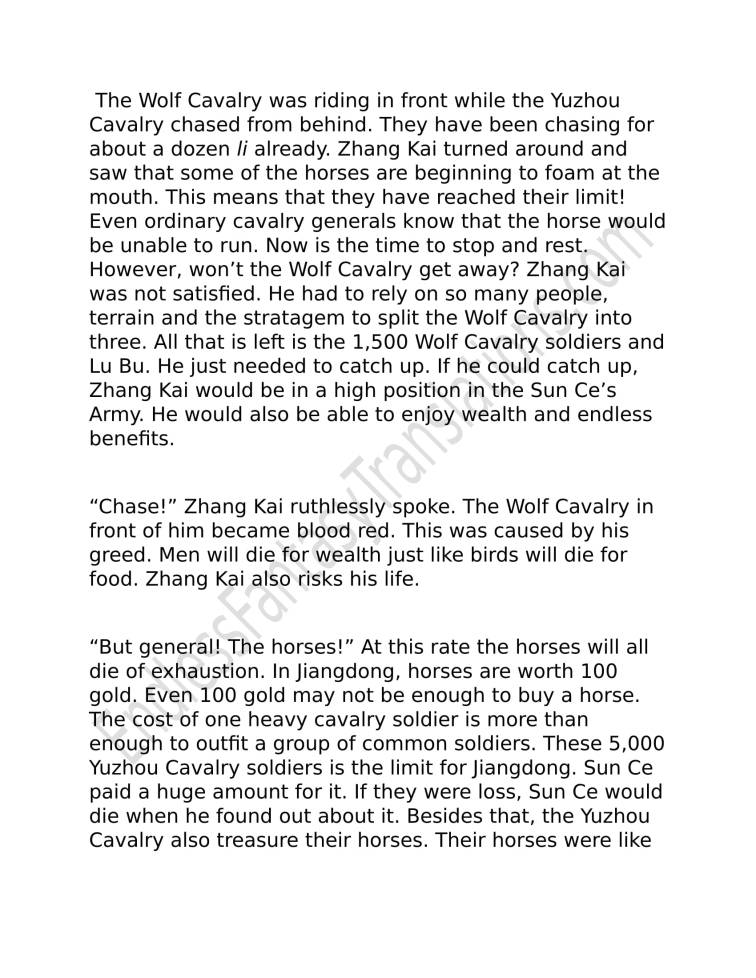 The Wolf Cavalry was riding in front while the Yuzhou
Cavalry chased from behind. They have been chasing for
about a dozen li already. Zhang Kai turned around and
saw that some of the horses are beginning to foam at the
mouth. This means that they have reached their limit!
Even ordinary cavalry generals know that the horse would
be unable to run. Now is the time to stop and rest.
However, won’t the Wolf Cavalry get away? Zhang Kai
was not satisfied. He had to rely on so many people,
terrain and the stratagem to split the Wolf Cavalry into
three. All that is left is the 1,500 Wolf Cavalry soldiers and
Lu Bu. He just needed to catch up. If he could catch up,
Zhang Kai would be in a high position in the Sun Ce’s
Army. He would also be able to enjoy wealth and endless
benefits.
“Chase!” Zhang Kai ruthlessly spoke. The Wolf Cavalry in
front of him became blood red. This was caused by his
greed. Men will die for wealth just like birds will die for
food. Zhang Kai also risks his life.
“But general! The horses!” At this rate the horses will all
die of exhaustion. In Jiangdong, horses are worth 100
gold. Even 100 gold may not be enough to buy a horse.
The cost of one heavy cavalry soldier is more than
enough to outfit a group of common soldiers. These 5,000
Yuzhou Cavalry soldiers is the limit for Jiangdong. Sun Ce
paid a huge amount for it. If they were loss, Sun Ce would
die when he found out about it. Besides that, the Yuzhou
Cavalry also treasure their horses. Their horses were like
EndlessFantasyTranslations.com